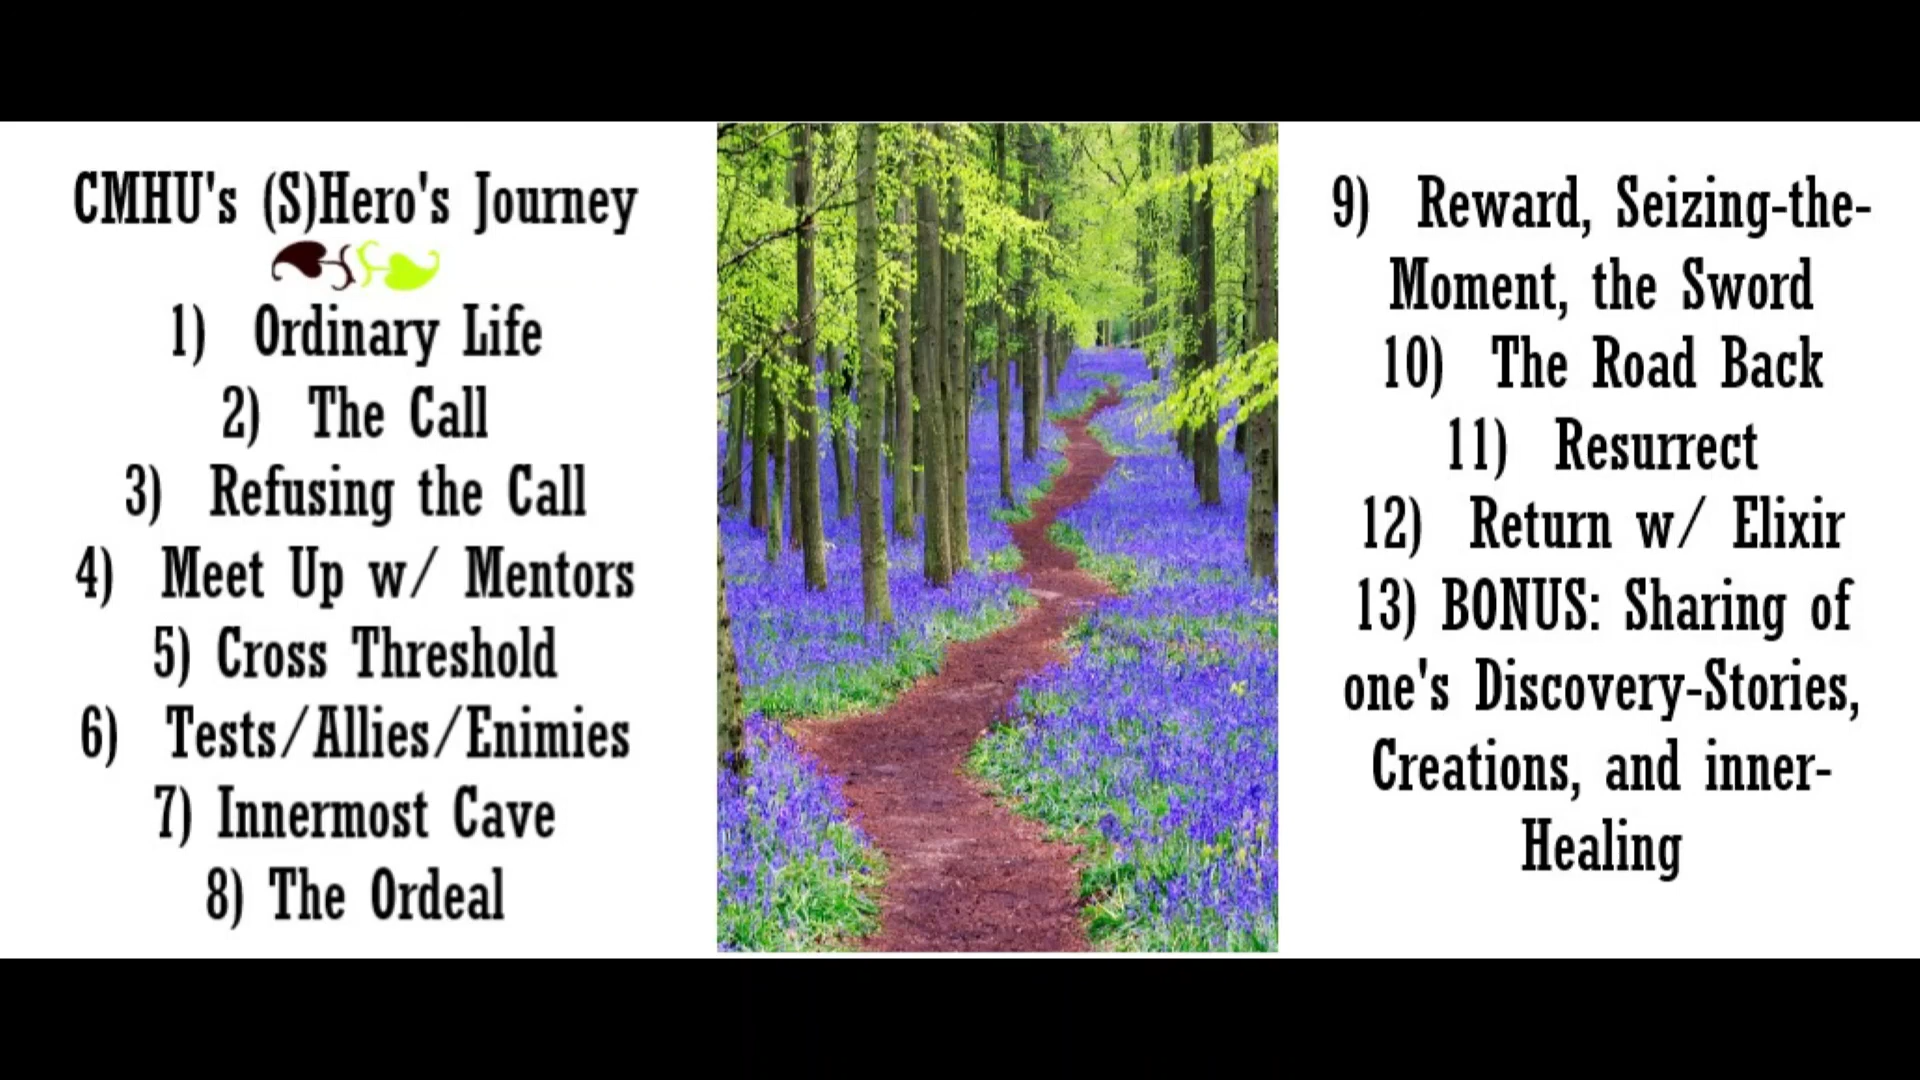 CMHU's (S)Hero's Journey
1) Ordinary Life
2) The Call
3) Refusing the Call
4) Meet Up w/ Mentors
5) Cross Threshold
6) Tests/Allies/Enimies
7) Innermost Cave
8) The Ordeal
9) Reward, Seizing-the-
Moment, the Sword
10) The Road Back
11) Resurrect
12) Return w/ Elixir
13) BONUS: Sharing of
one's Discovery-Stories,
Creations, and inner-
Healing